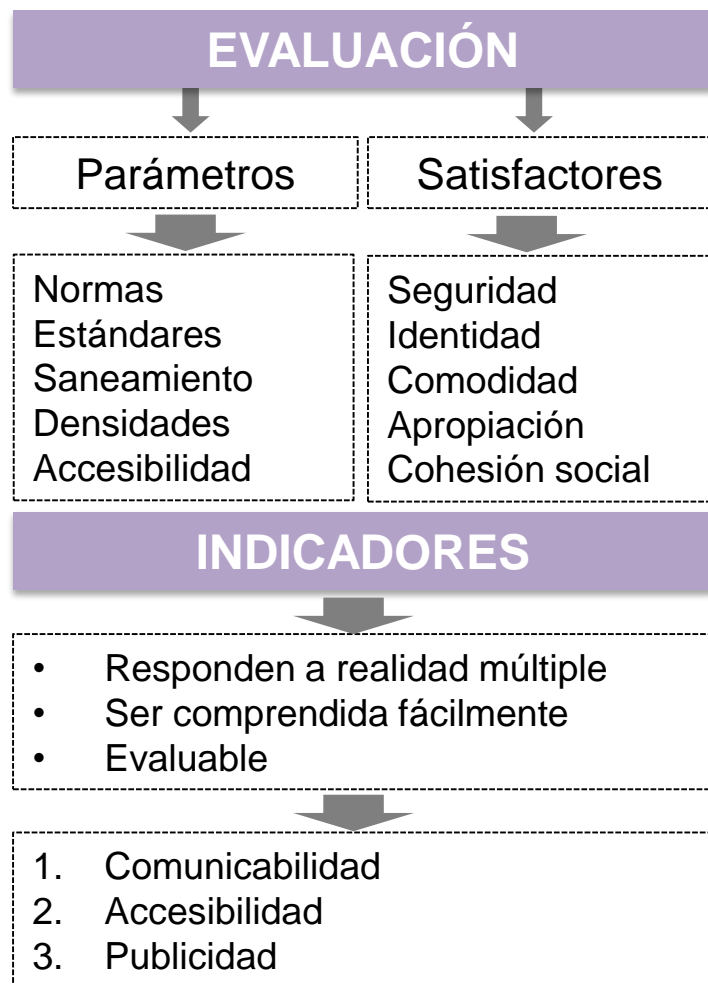 EVALUACIÓN
Parámetros
Satisfactores
Normas
Estándares
Saneamiento
Densidades
Accesibilidad
Seguridad
Identidad
Comodidad
Apropiación
Cohesión social
INDICADORES
• Responden a realidad múltiple
• Ser comprendida fácilmente
• Evaluable
1. Comunicabilidad
2. Accesibilidad
3. Publicidad